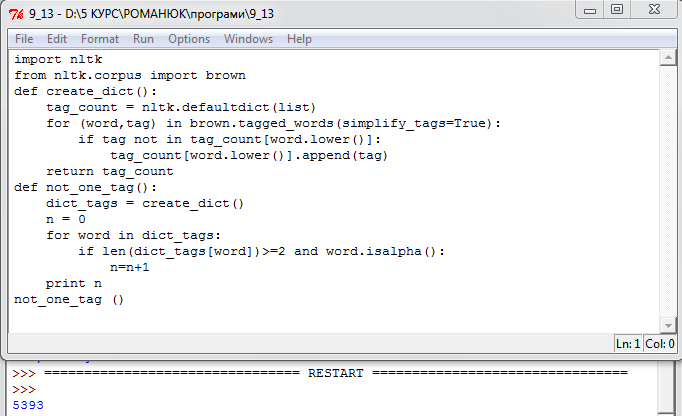 9_13 - D:\5 КУРС\РОМАНЮК\програми\9_13
File Edit Format Run Options Windows Help
import nltk
from nltk.corpus import brown
def create_dict():
    tag_count = nltk.defaultdict(list)
    for (word,tag) in brown.tagged_words(simplify_tags=True):
        if tag not in tag_count[word.lower()]:
            tag_count[word.lower()].append(tag)
    return tag_count
def not_one_tag():
    dict_tags = create_dict()
    n = 0
    for word in dict_tags:
        if len(dict_tags[word])>=2 and word.isalpha():
            n=n+1
    print n
not_one_tag ()
Ln: 1 Col: 0
>>> ================================ RESTART ================================
>>>
5393